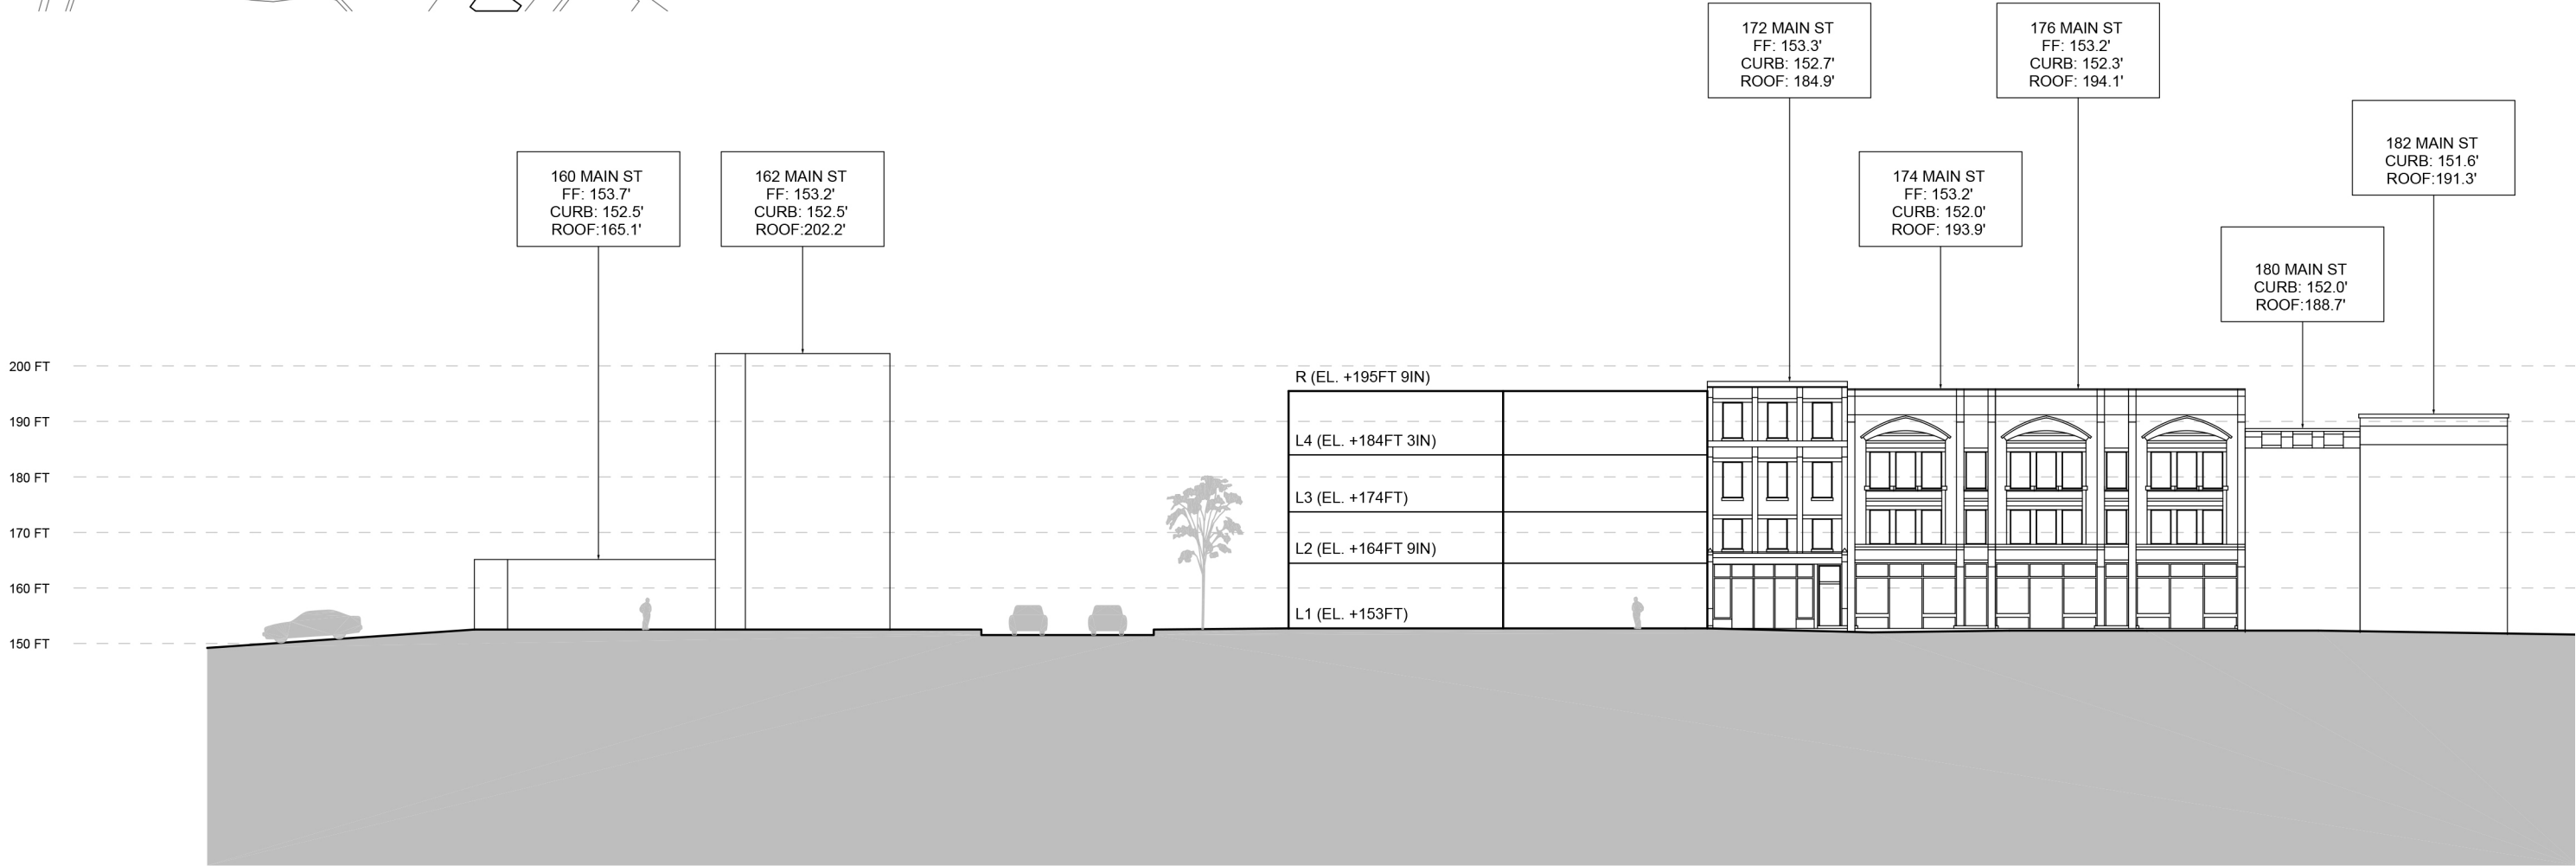 172 MAIN ST
FF: 153.3'
CURB: 152.7'
ROOF: 184.9'
176 MAIN ST
FF: 153.2'
CURB: 152.3'
ROOF: 194.1'
182 MAIN ST
CURB: 151.6'
ROOF:191.3'
160 MAIN ST
FF: 153.7'
CURB: 152.5'
ROOF:165.1'
162 MAIN ST
FF: 153.2'
CURB: 152.5'
ROOF:202.2'
174 MAIN ST
FF: 153.2'
CURB: 152.0'
ROOF: 193.9'
180 MAIN ST
CURB: 152.0'
ROOF:188.7'
200 FT
190 FT
180 FT
170 FT
160 FT
150 FT
R (EL. +195FT 9IN)
L4 (EL. +184FT 3IN)
L3 (EL. +174FT)
L2 (EL. +164FT 9IN)
L1 (EL. +153FT)